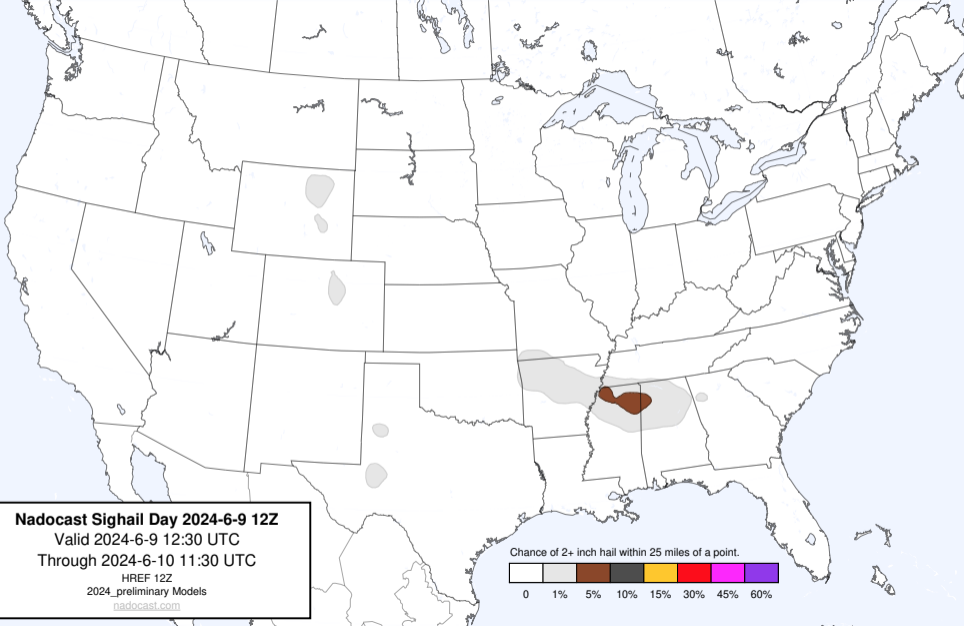 Nadocast Sighail Day 2024-6-9 12Z
Valid 2024-6-9 12:30 UTC
Through 2024-6-10 11:30 UTC
HREF 12Z
2024_preliminary Models
nadocast.com
Chance of 2+ inch hail within 25 miles of a point.
0 1% 5% 10% 15% 30% 45% 60%